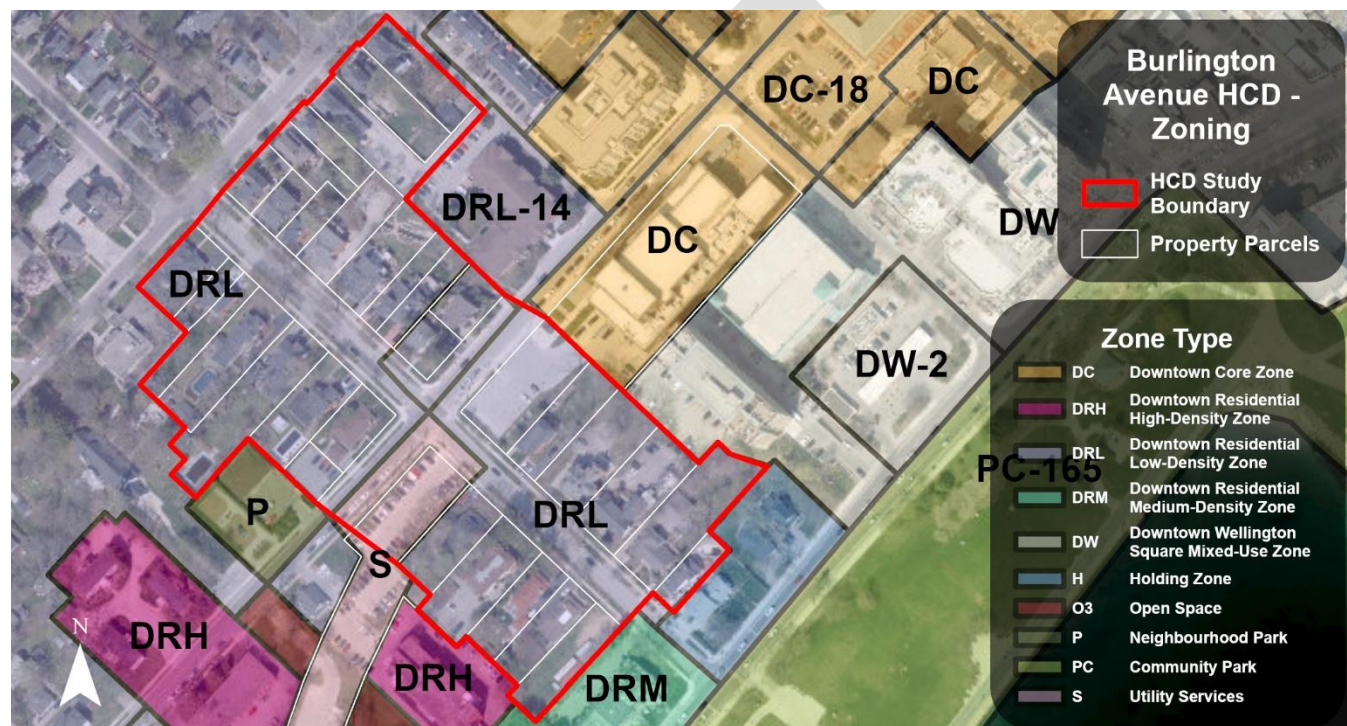 DC-18
DC
DRL-14
DC
DW
DRL
DW-2
P
DRL
PC-165
S
DRH
DRH
DRM
N
Burlington
Avenue HCD -
Zoning
HCD Study
Boundary
Property Parcels
Zone Type
DC Downtown Core Zone
DRH Downtown Residential
High-Density Zone
DRL Downtown Residential
Low-Density Zone
DRM Downtown Residential
Medium-Density Zone
DW Downtown Wellington
Square Mixed-Use Zone
H Holding Zone
O3 Open Space
P Neighbourhood Park
PC Community Park
S Utility Services